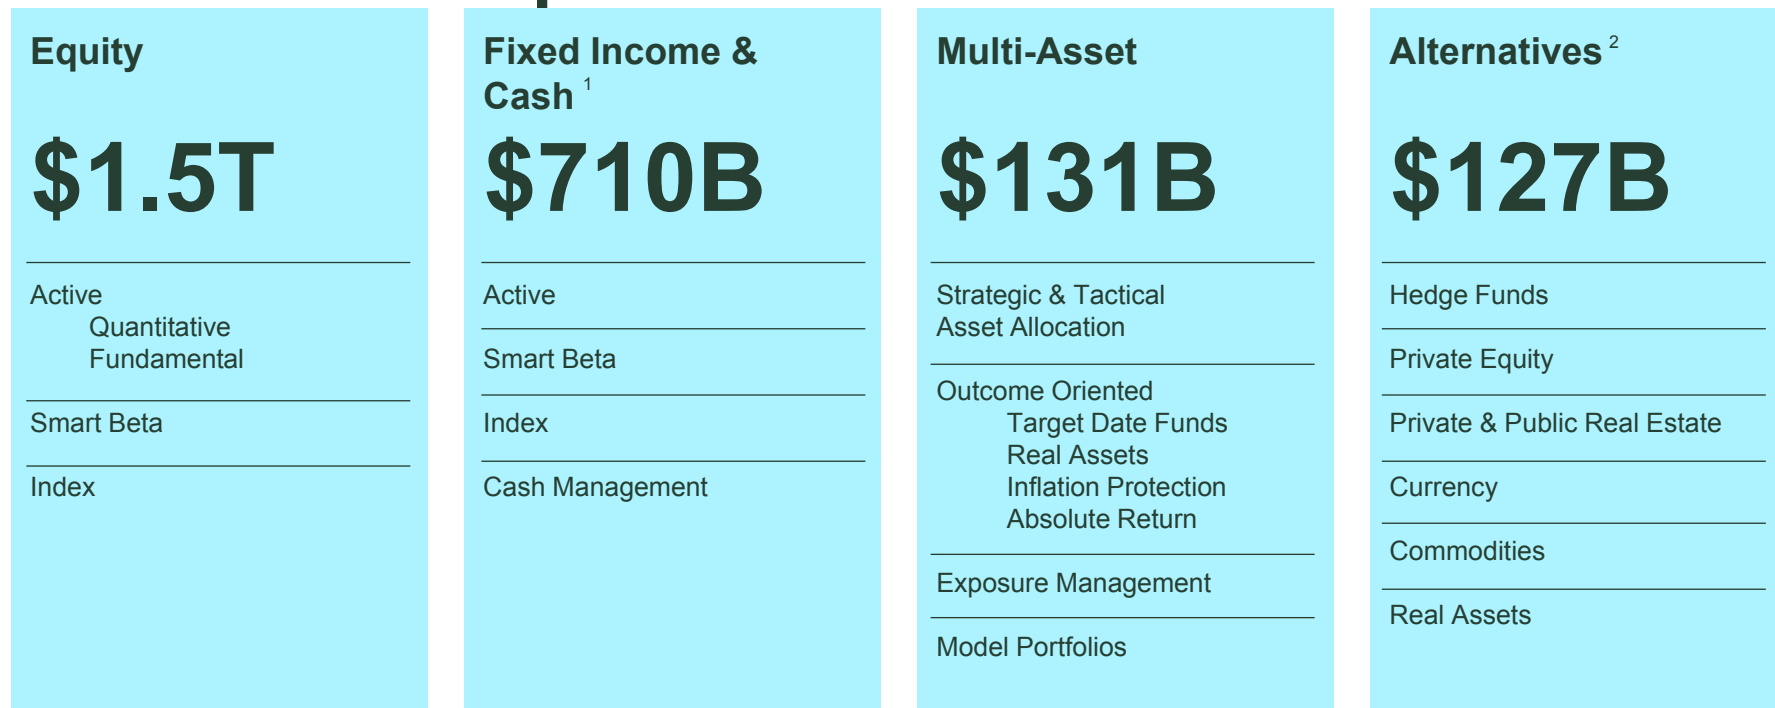 Equity
$1.5T
Active
Quantitative
Fundamental
Smart Beta
Index
Fixed Income &
Cash 1
$710B
Active
Smart Beta
Index
Cash Management
Multi-Asset
$131B
Strategic & Tactical
Asset Allocation
Outcome Oriented
Target Date Funds
Real Assets
Inflation Protection
Absolute Return
Exposure Management
Model Portfolios
Alternatives 2
$127B
Hedge Funds
Private Equity
Private & Public Real Estate
Currency
Commodities
Real Assets